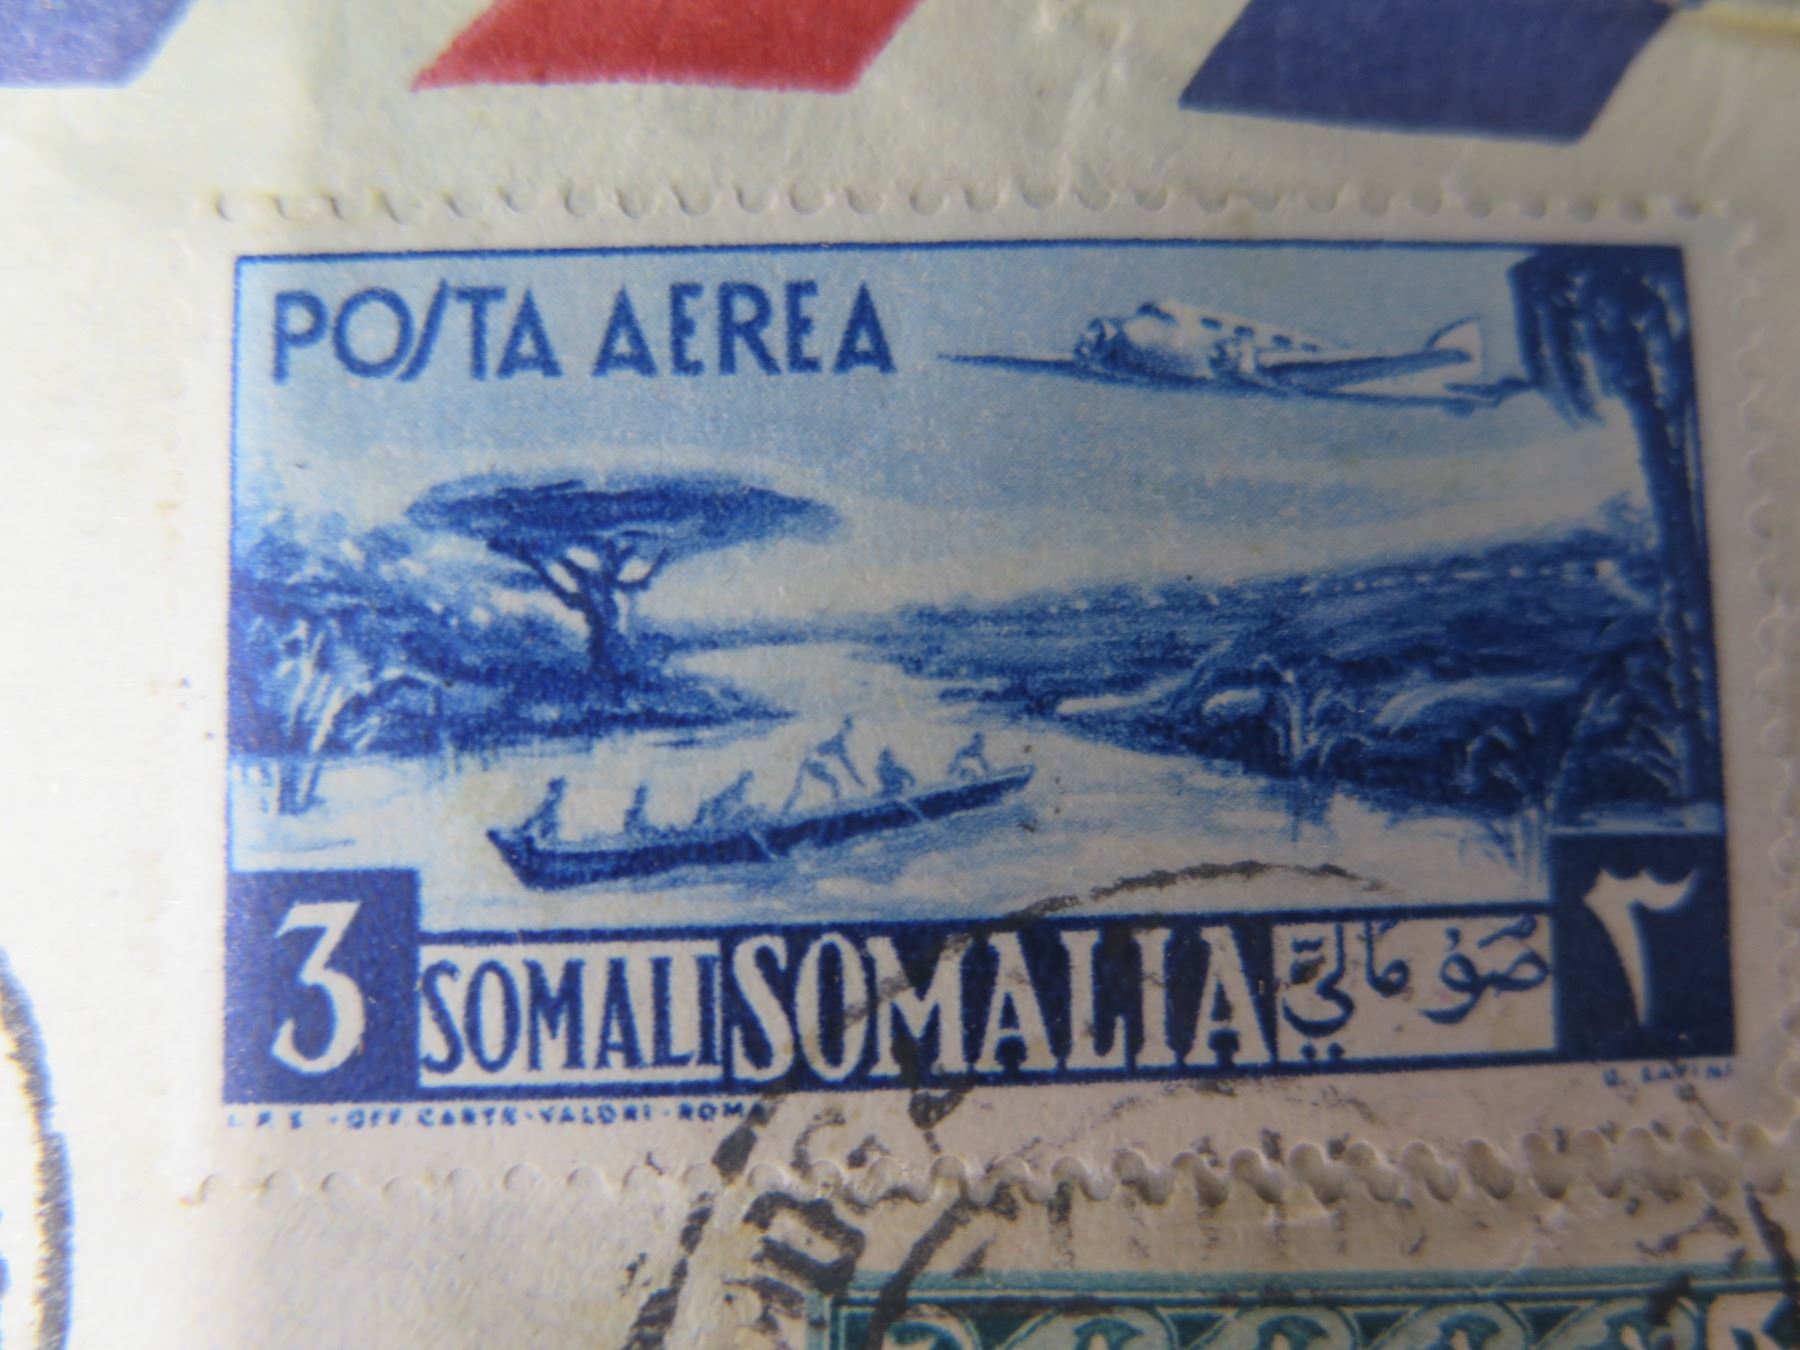 POSTA AEREA
3 SOMALI SOMALIA صومالي ٣
I.P.S. - OFF. CARTE - VALORI - ROMA